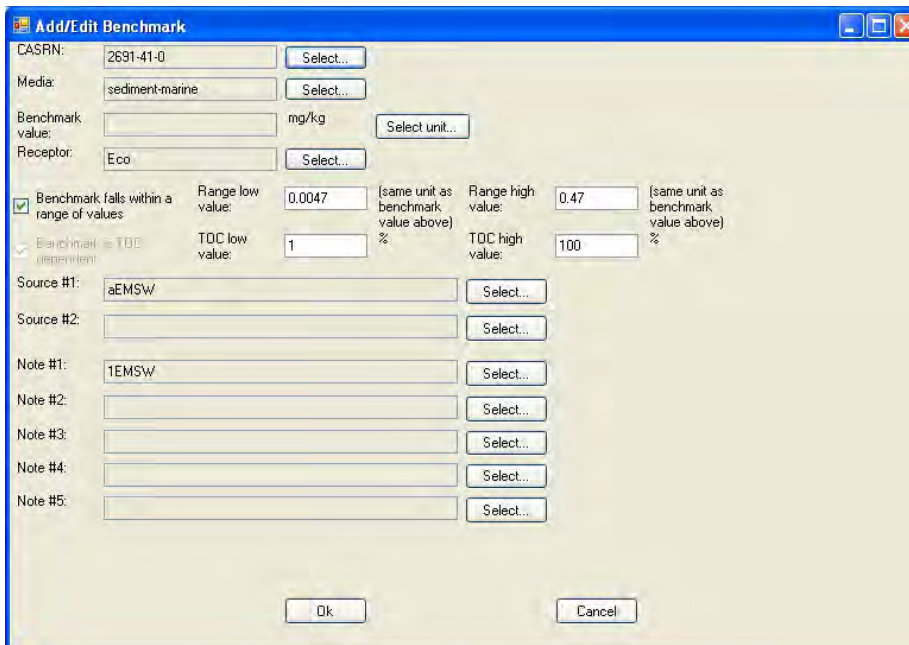 Add/Edit Benchmark
CASRN: 2691-41-0 Select...
Media: sediment-marine Select...
Benchmark value: mg/kg Select unit...
Receptor: Eco Select...
Benchmark falls within a range of values
Range low value: 0.0047 (same unit as benchmark value above)
Range high value: 0.47 (same unit as benchmark value above)
Benchmark is TOC dependent
TOC low value: 1 %
TOC high value: 100 %
Source #1: aEMSW Select...
Source #2: Select...
Note #1: 1EMSW Select...
Note #2: Select...
Note #3: Select...
Note #4: Select...
Note #5: Select...
Ok Cancel